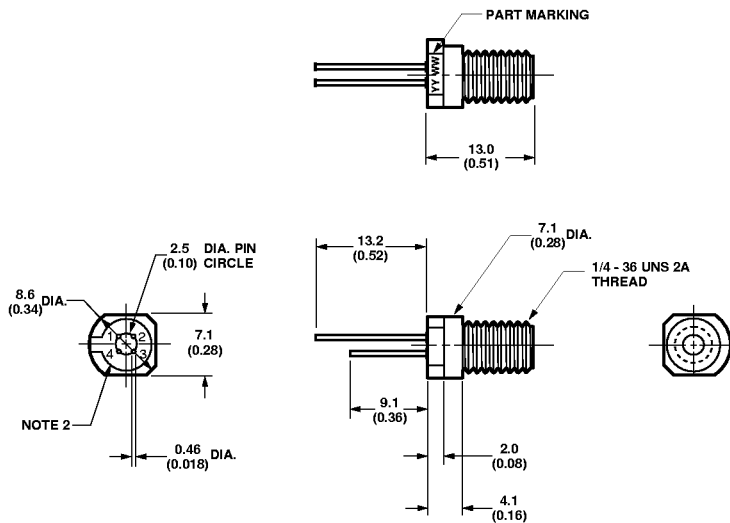 PART MARKING
YY WW
13.0
(0.51)
2.5 DIA. PIN
(0.10) CIRCLE
8.6 DIA.
(0.34)
1 2
4 3
7.1
(0.28)
NOTE 2
0.46 DIA.
(0.018)
13.2
(0.52)
7.1 DIA.
(0.28)
1/4 - 36 UNS 2A
THREAD
9.1
(0.36)
2.0
(0.08)
4.1
(0.16)